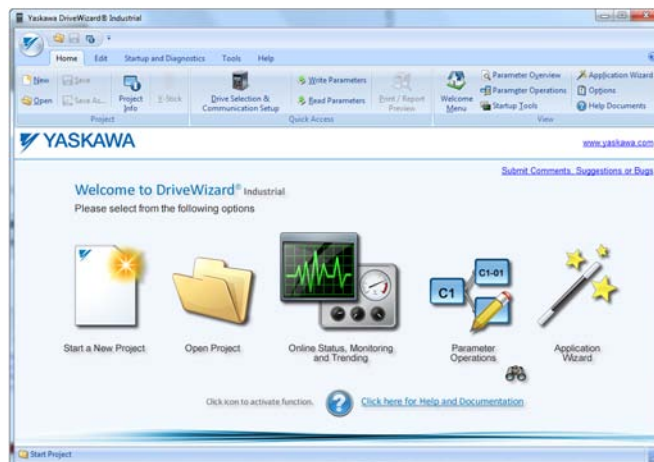 Yaskawa DriveWizard® Industrial
Home Edit Startup and Diagnostics Tools Help
New Save Write Parameters Parameter Overview Application Wizard
Open Save As... Project Info X-Stick Drive Selection & Communication Setup Read Parameters Print / Report Preview Welcome Menu Parameter Operations Options
Startup Tools Help Documents
Project Quick Access View
YASKAWA
www.yaskawa.com
Submit Comments, Suggestions or Bugs
Welcome to DriveWizard® Industrial
Please select from the following options
C1-01
C1
Start a New Project
Open Project
Online Status, Monitoring
and Trending
Parameter
Operations
Application
Wizard
Click icon to activate function.
Click here for Help and Documentation
Start Project